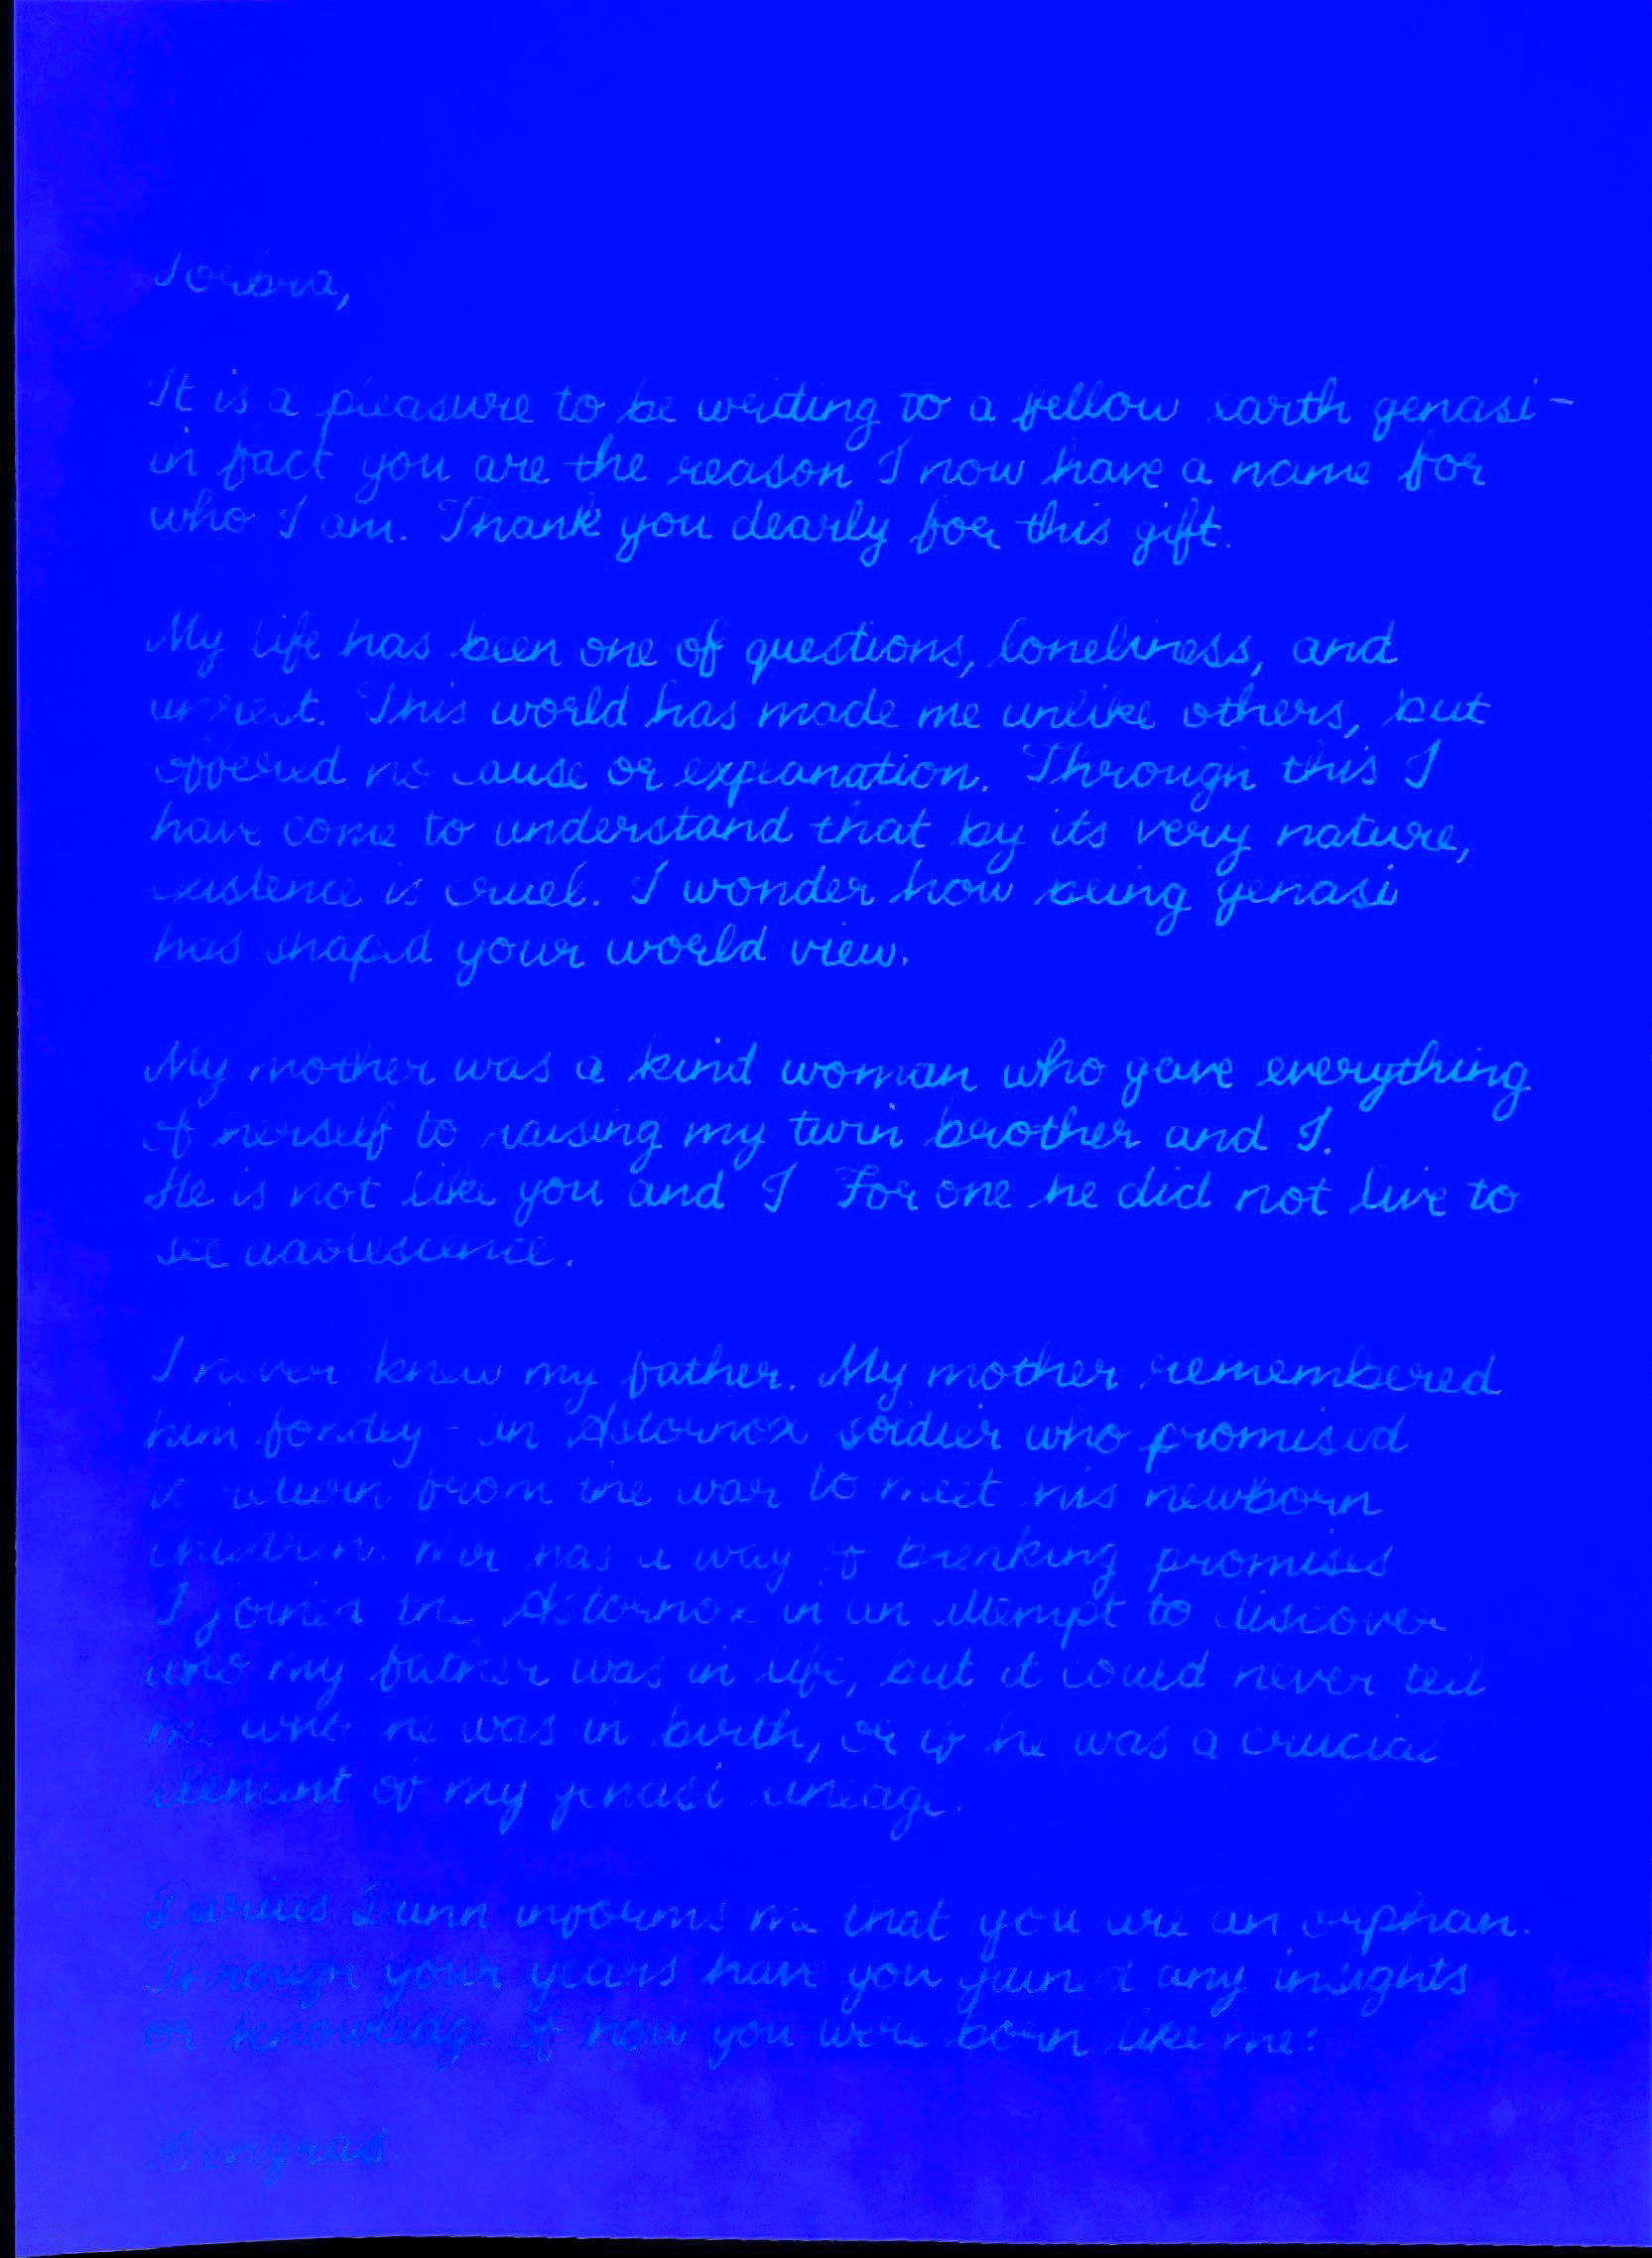 It is a pleasure to be writing to a fellow earth genasi-
in fact you are the reason I now have a name for
who I am. Thank you dearly for this gift.
My life has been one of questions, loneliness, and
unrest. This world has made me unlike others, but
offered no cause or explanation. Through this I
have come to understand that by its very nature,
existence is cruel. I wonder how being genasi
has shaped your world view.
My mother was a kind woman who gave everything
of herself to raising my twin brother and I.
He is not like you and I For one he did not live to
see adolescence.
I never knew my father. My mother remembered
him fondly - an Astornox soldier who promised
to return from the war to meet his newborn
children. War has a way of breaking promises
I joined the Astornox in an attempt to discover
who my father was in life, but it could never tell
me who he was in birth, or if he was a crucial
element of my genasi lineage.
Darius Dunn informs me that you are an orphan.
Through your years have you gained any insights
or knowledge of how you were born like me?